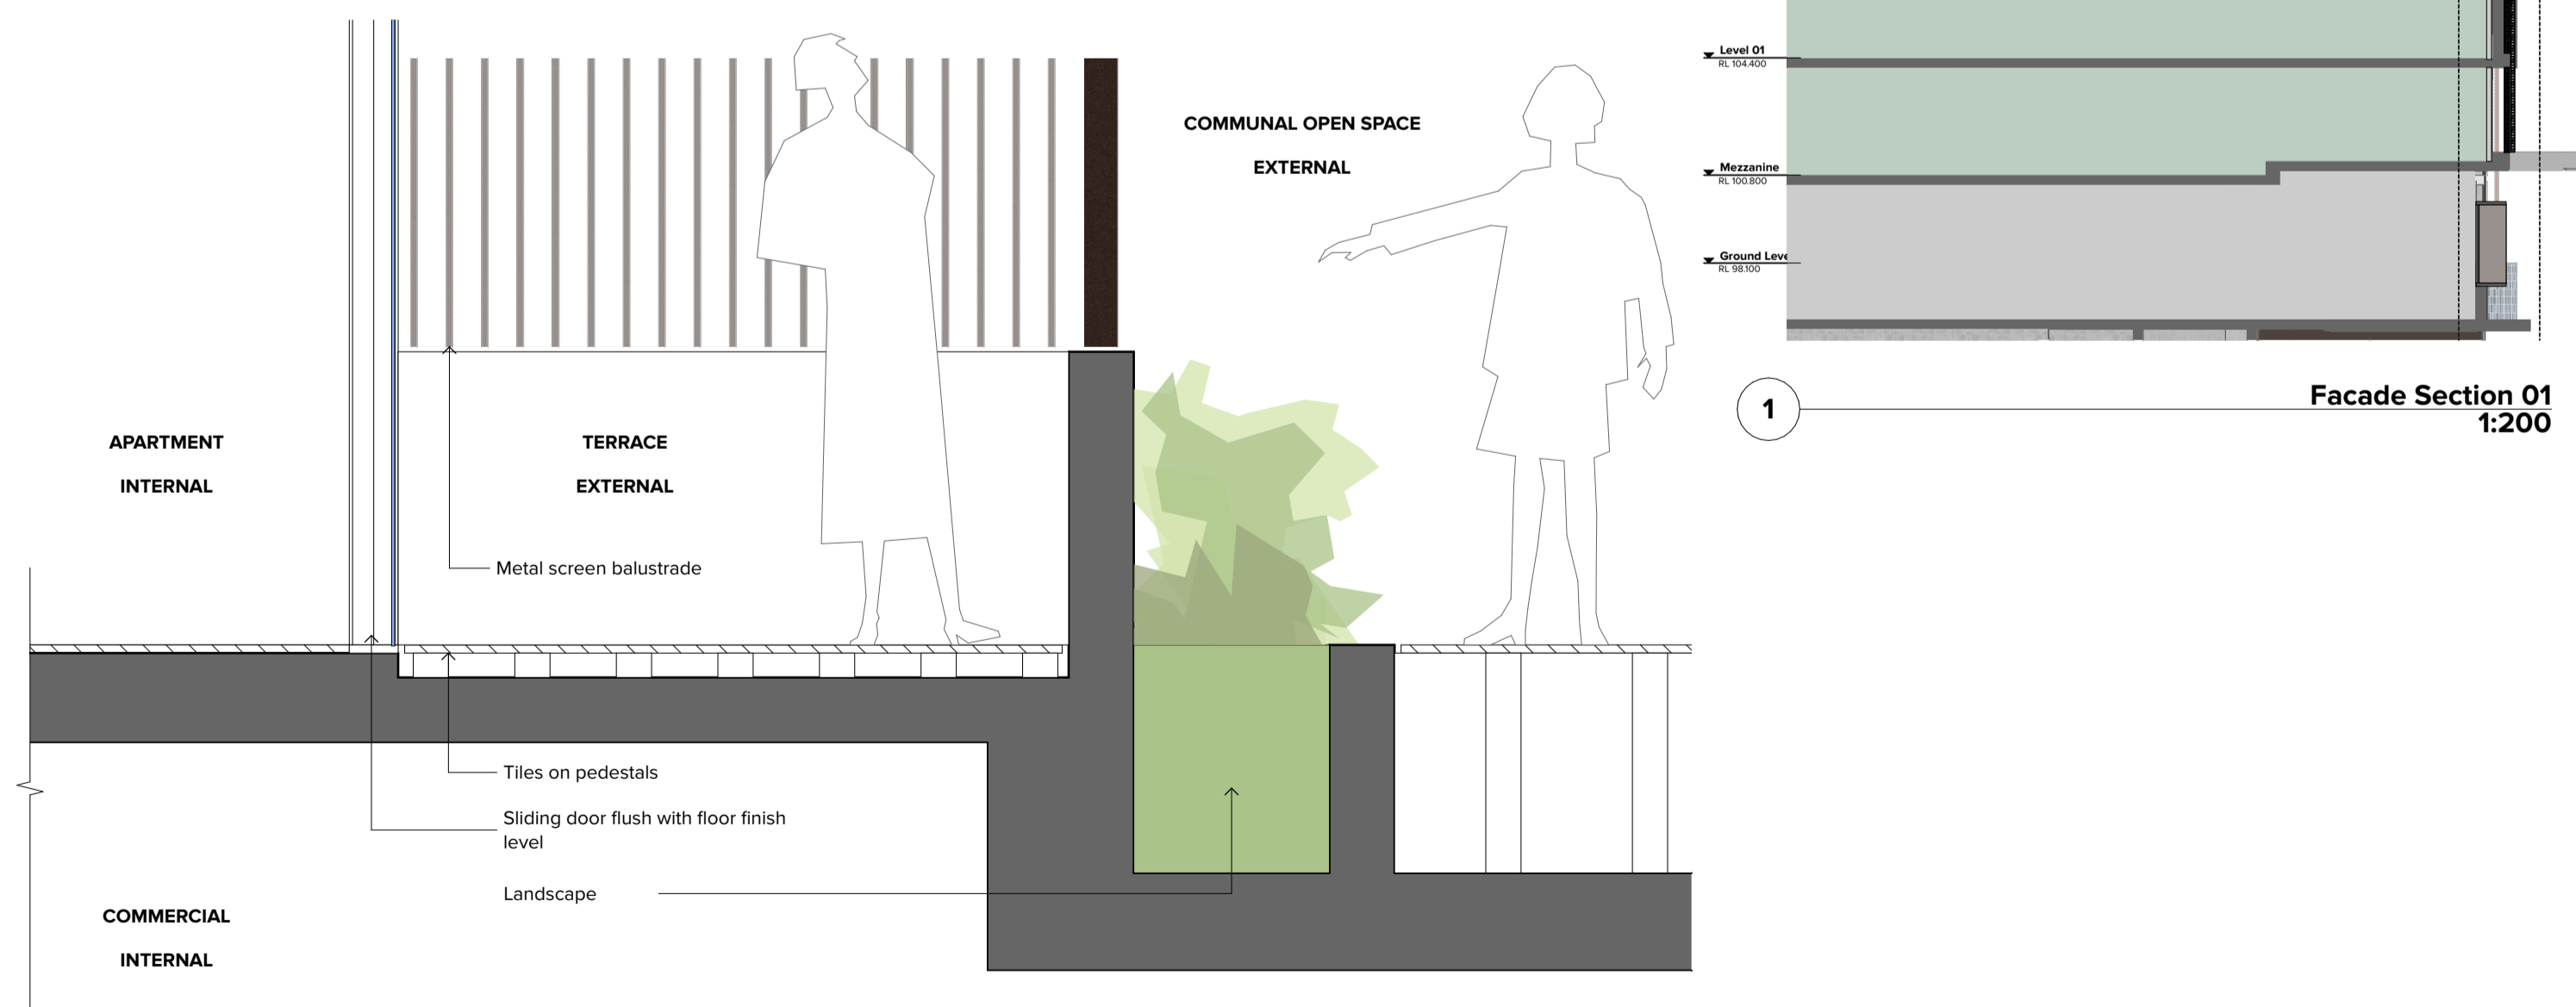 COMMUNAL OPEN SPACE
EXTERNAL
APARTMENT
INTERNAL
TERRACE
EXTERNAL
Metal screen balustrade
Tiles on pedestals
Sliding door flush with floor finish
level
Landscape
COMMERCIAL
INTERNAL
Level 01
RL 104.400
Mezzanine
RL 100.800
Ground Leve
RL 98.100
1
Facade Section 01
1:200